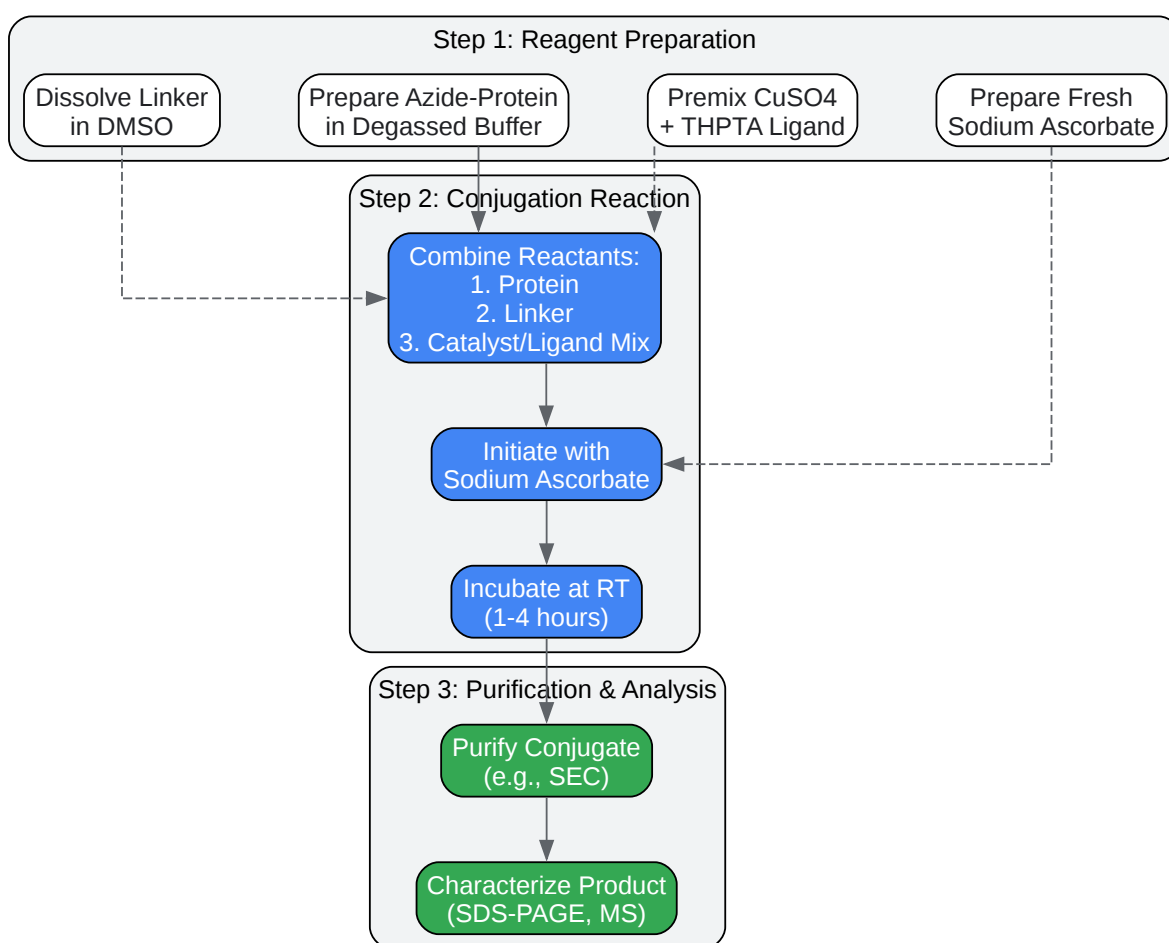 Step 1: Reagent Preparation
Dissolve Linker
in DMSO
Prepare Azide-Protein
in Degassed Buffer
Premix CuSO4
+ THPTA Ligand
Prepare Fresh
Sodium Ascorbate
Step 2: Conjugation Reaction
Combine Reactants:
1. Protein
2. Linker
3. Catalyst/Ligand Mix
Initiate with
Sodium Ascorbate
Incubate at RT
(1-4 hours)
Step 3: Purification & Analysis
Purify Conjugate
(e.g., SEC)
Characterize Product
(SDS-PAGE, MS)